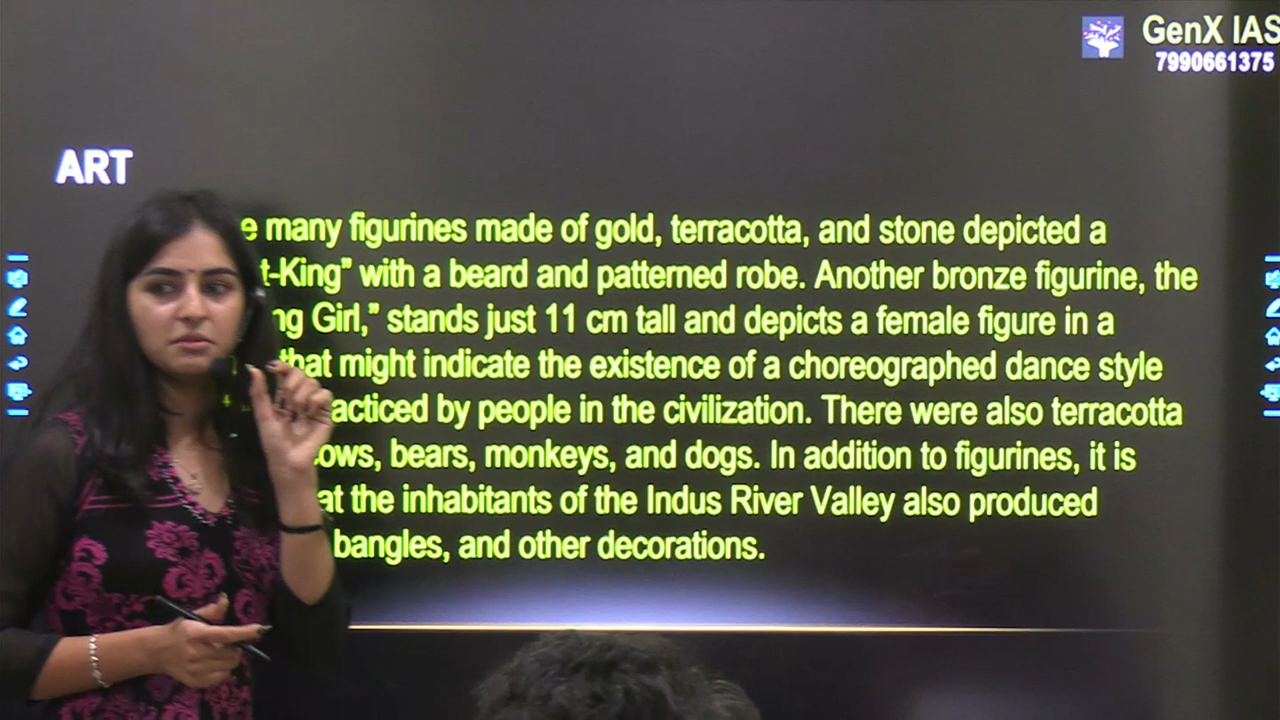 GenX IAS
7990661375
ART
e many figurines made of gold, terracotta, and stone depicted a
t-King” with a beard and patterned robe. Another bronze figurine, the
ng Girl,” stands just 11 cm tall and depicts a female figure in a
that might indicate the existence of a choreographed dance style
acticed by people in the civilization. There were also terracotta
ows, bears, monkeys, and dogs. In addition to figurines, it is
at the inhabitants of the Indus River Valley also produced
bangles, and other decorations.